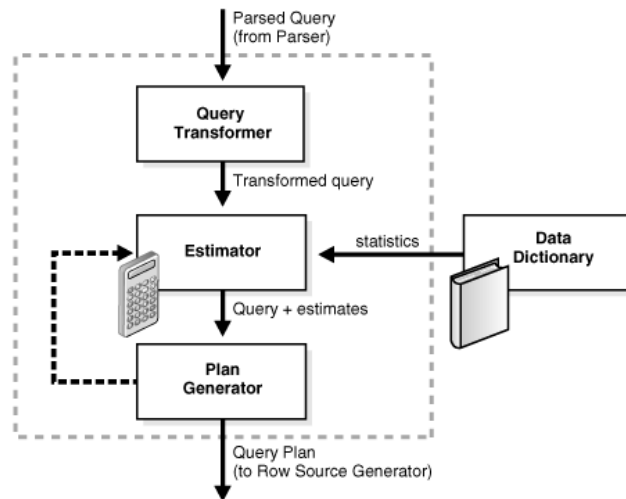 Parsed Query
(from Parser)
Query
Transformer
Transformed query
Estimator
statistics
Data
Dictionary
Query + estimates
Plan
Generator
Query Plan
(to Row Source Generator)